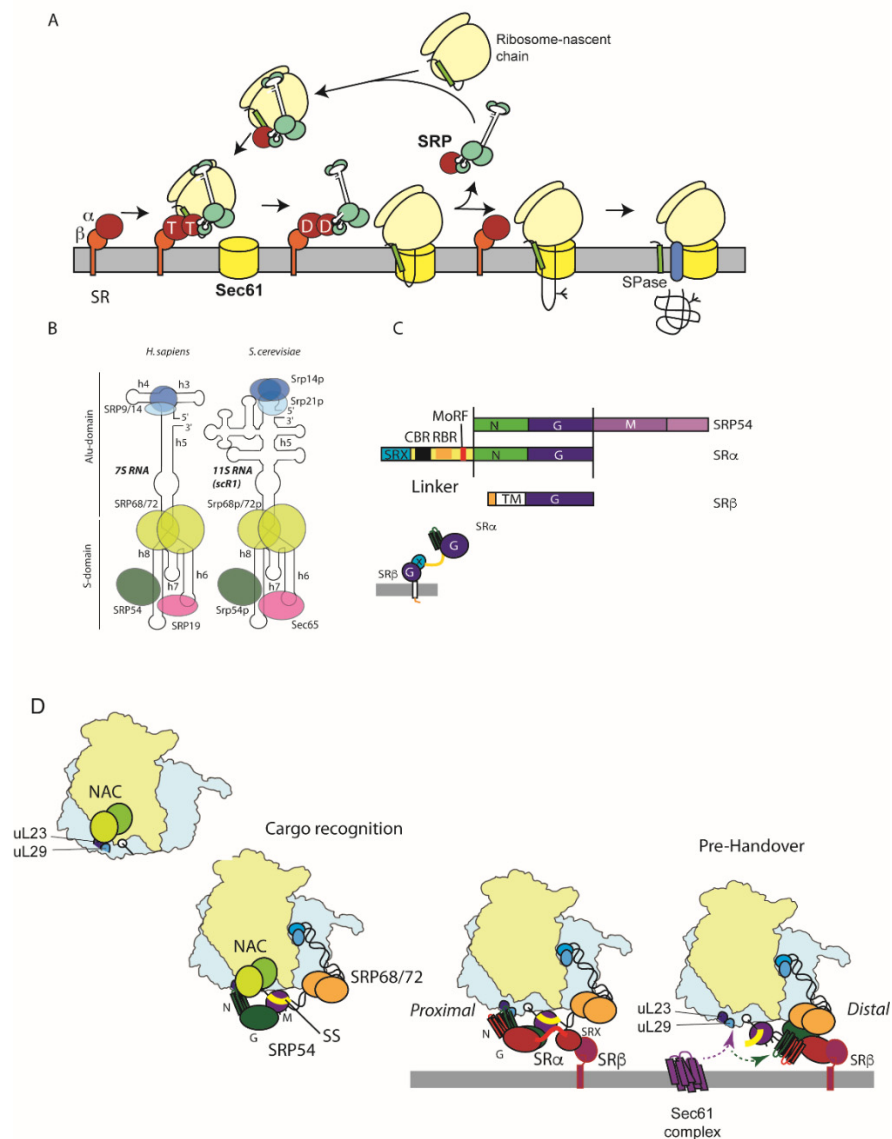 A
Ribosome-nascent
chain
SRP
α
β
T T
D D
SR
Sec61
SPase
B
H.sapiens
S.cerevisiae
Alu-domain
S-domain
h4
h3
SRP9/14
5'
3'
h5
7S RNA
SRP68/72
h8
h6
h7
SRP54
SRP19
Srp14p
Srp21p
5'
3'
h5
11S RNA
(scR1)
Srp68p/72p
h8
h6
h7
Srp54p
Sec65
C
MoRF
N G M
SRP54
CBR RBR
SRX N G
SRα
Linker
TM G
SRβ
SRα
G
X
SRβ
G
D
NAC
uL23
uL29
Cargo recognition
NAC
SRP68/72
N
M
G
SS
SRP54
Pre-Handover
Proximal
N
G
SRX
SRα
SRβ
uL23
uL29
Distal
SRβ
Sec61
complex